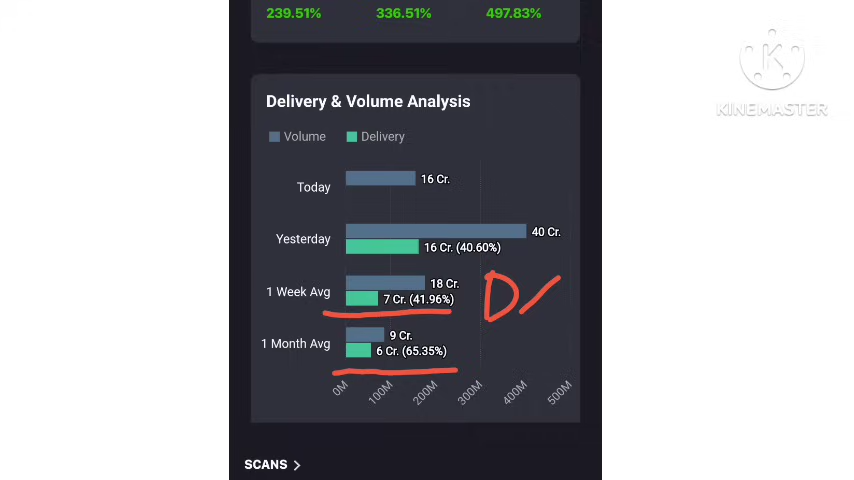 239.51% 336.51% 497.83%
KINEMASTER
Delivery & Volume Analysis
Volume Delivery
Today 16 Cr.
Yesterday 40 Cr.
16 Cr. (40.60%)
1 Week Avg 18 Cr.
7 Cr. (41.96%)
1 Month Avg 9 Cr.
6 Cr. (65.35%)
0M 100M 200M 300M 400M 500M
SCANS